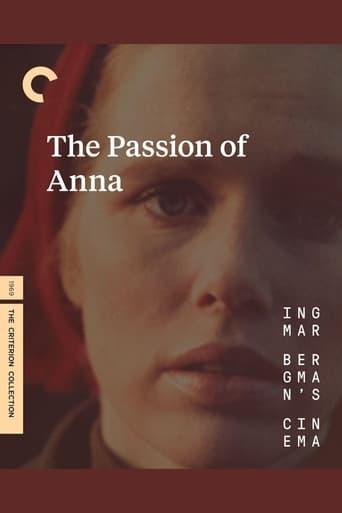 The Passion of
Anna
1969
THE CRITERION COLLECTION
ING
MAR
BER
GMA
N'S
CIN
EMA